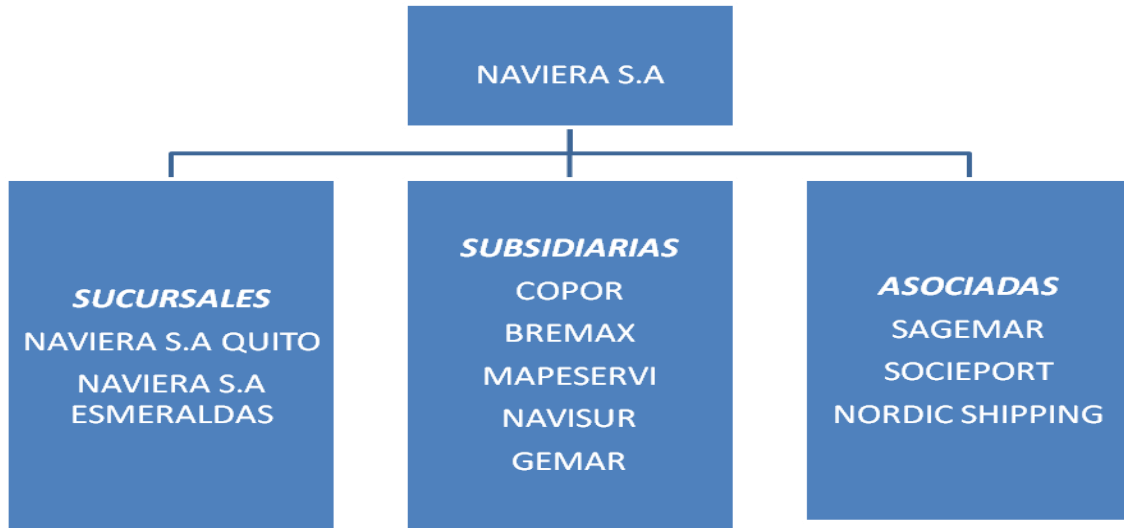 NAVIERA S.A
SUCURSALES
NAVIERA S.A QUITO
NAVIERA S.A
ESMERALDAS
SUBSIDIARIAS
COPOR
BREMAX
MAPESERVI
NAVISUR
GEMAR
ASOCIADAS
SAGEMAR
SOCIEPORT
NORDIC SHIPPING